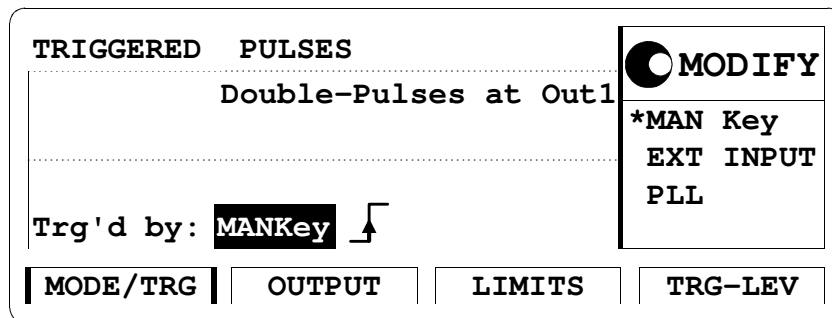 TRIGGERED PULSES
MODIFY
Double-Pulses at Out1
*MAN Key
EXT INPUT
PLL
Trg'd by: MANKey
MODE/TRG OUTPUT LIMITS TRG-LEV